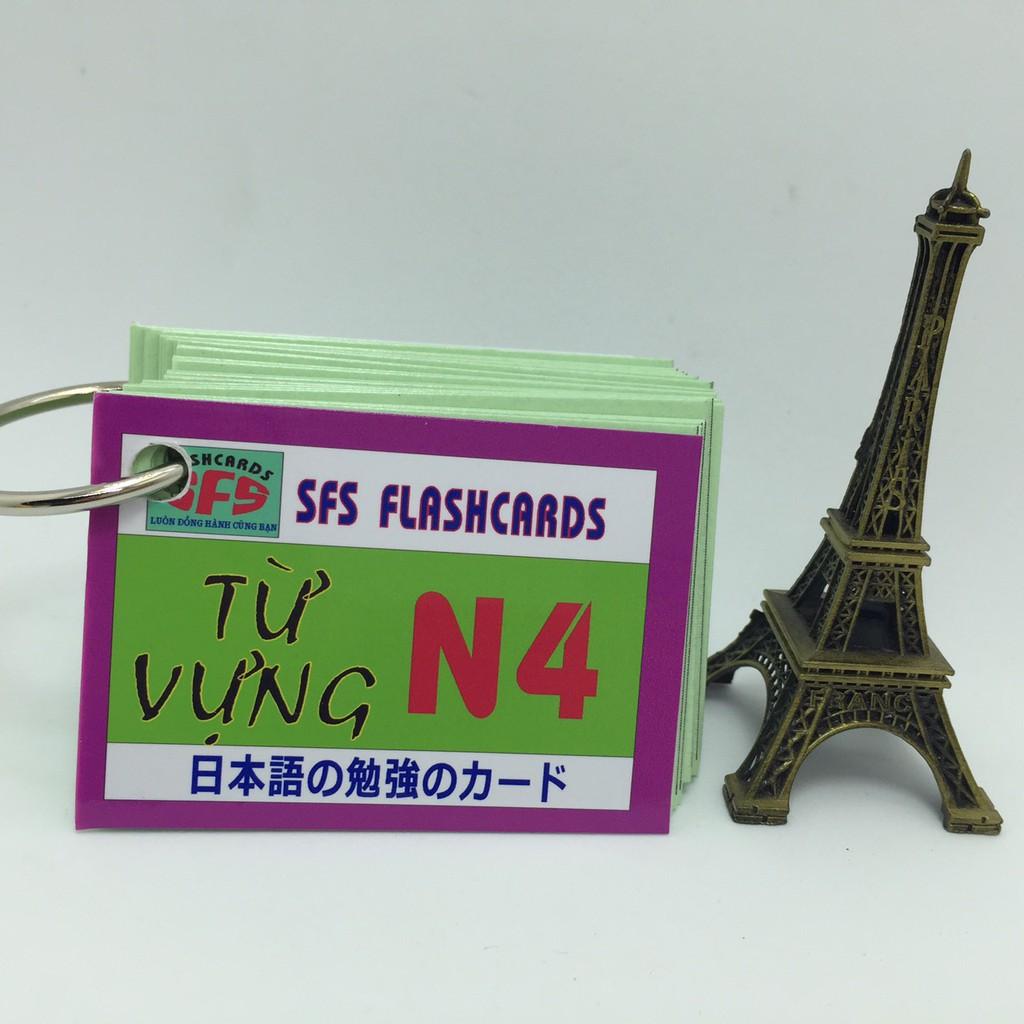 SFS
LUÔN ĐỒNG HÀNH CÙNG BẠN
SFS FLASHCARDS
TỪ
VỰNG
N4
日本語の勉強のカード
PARIS